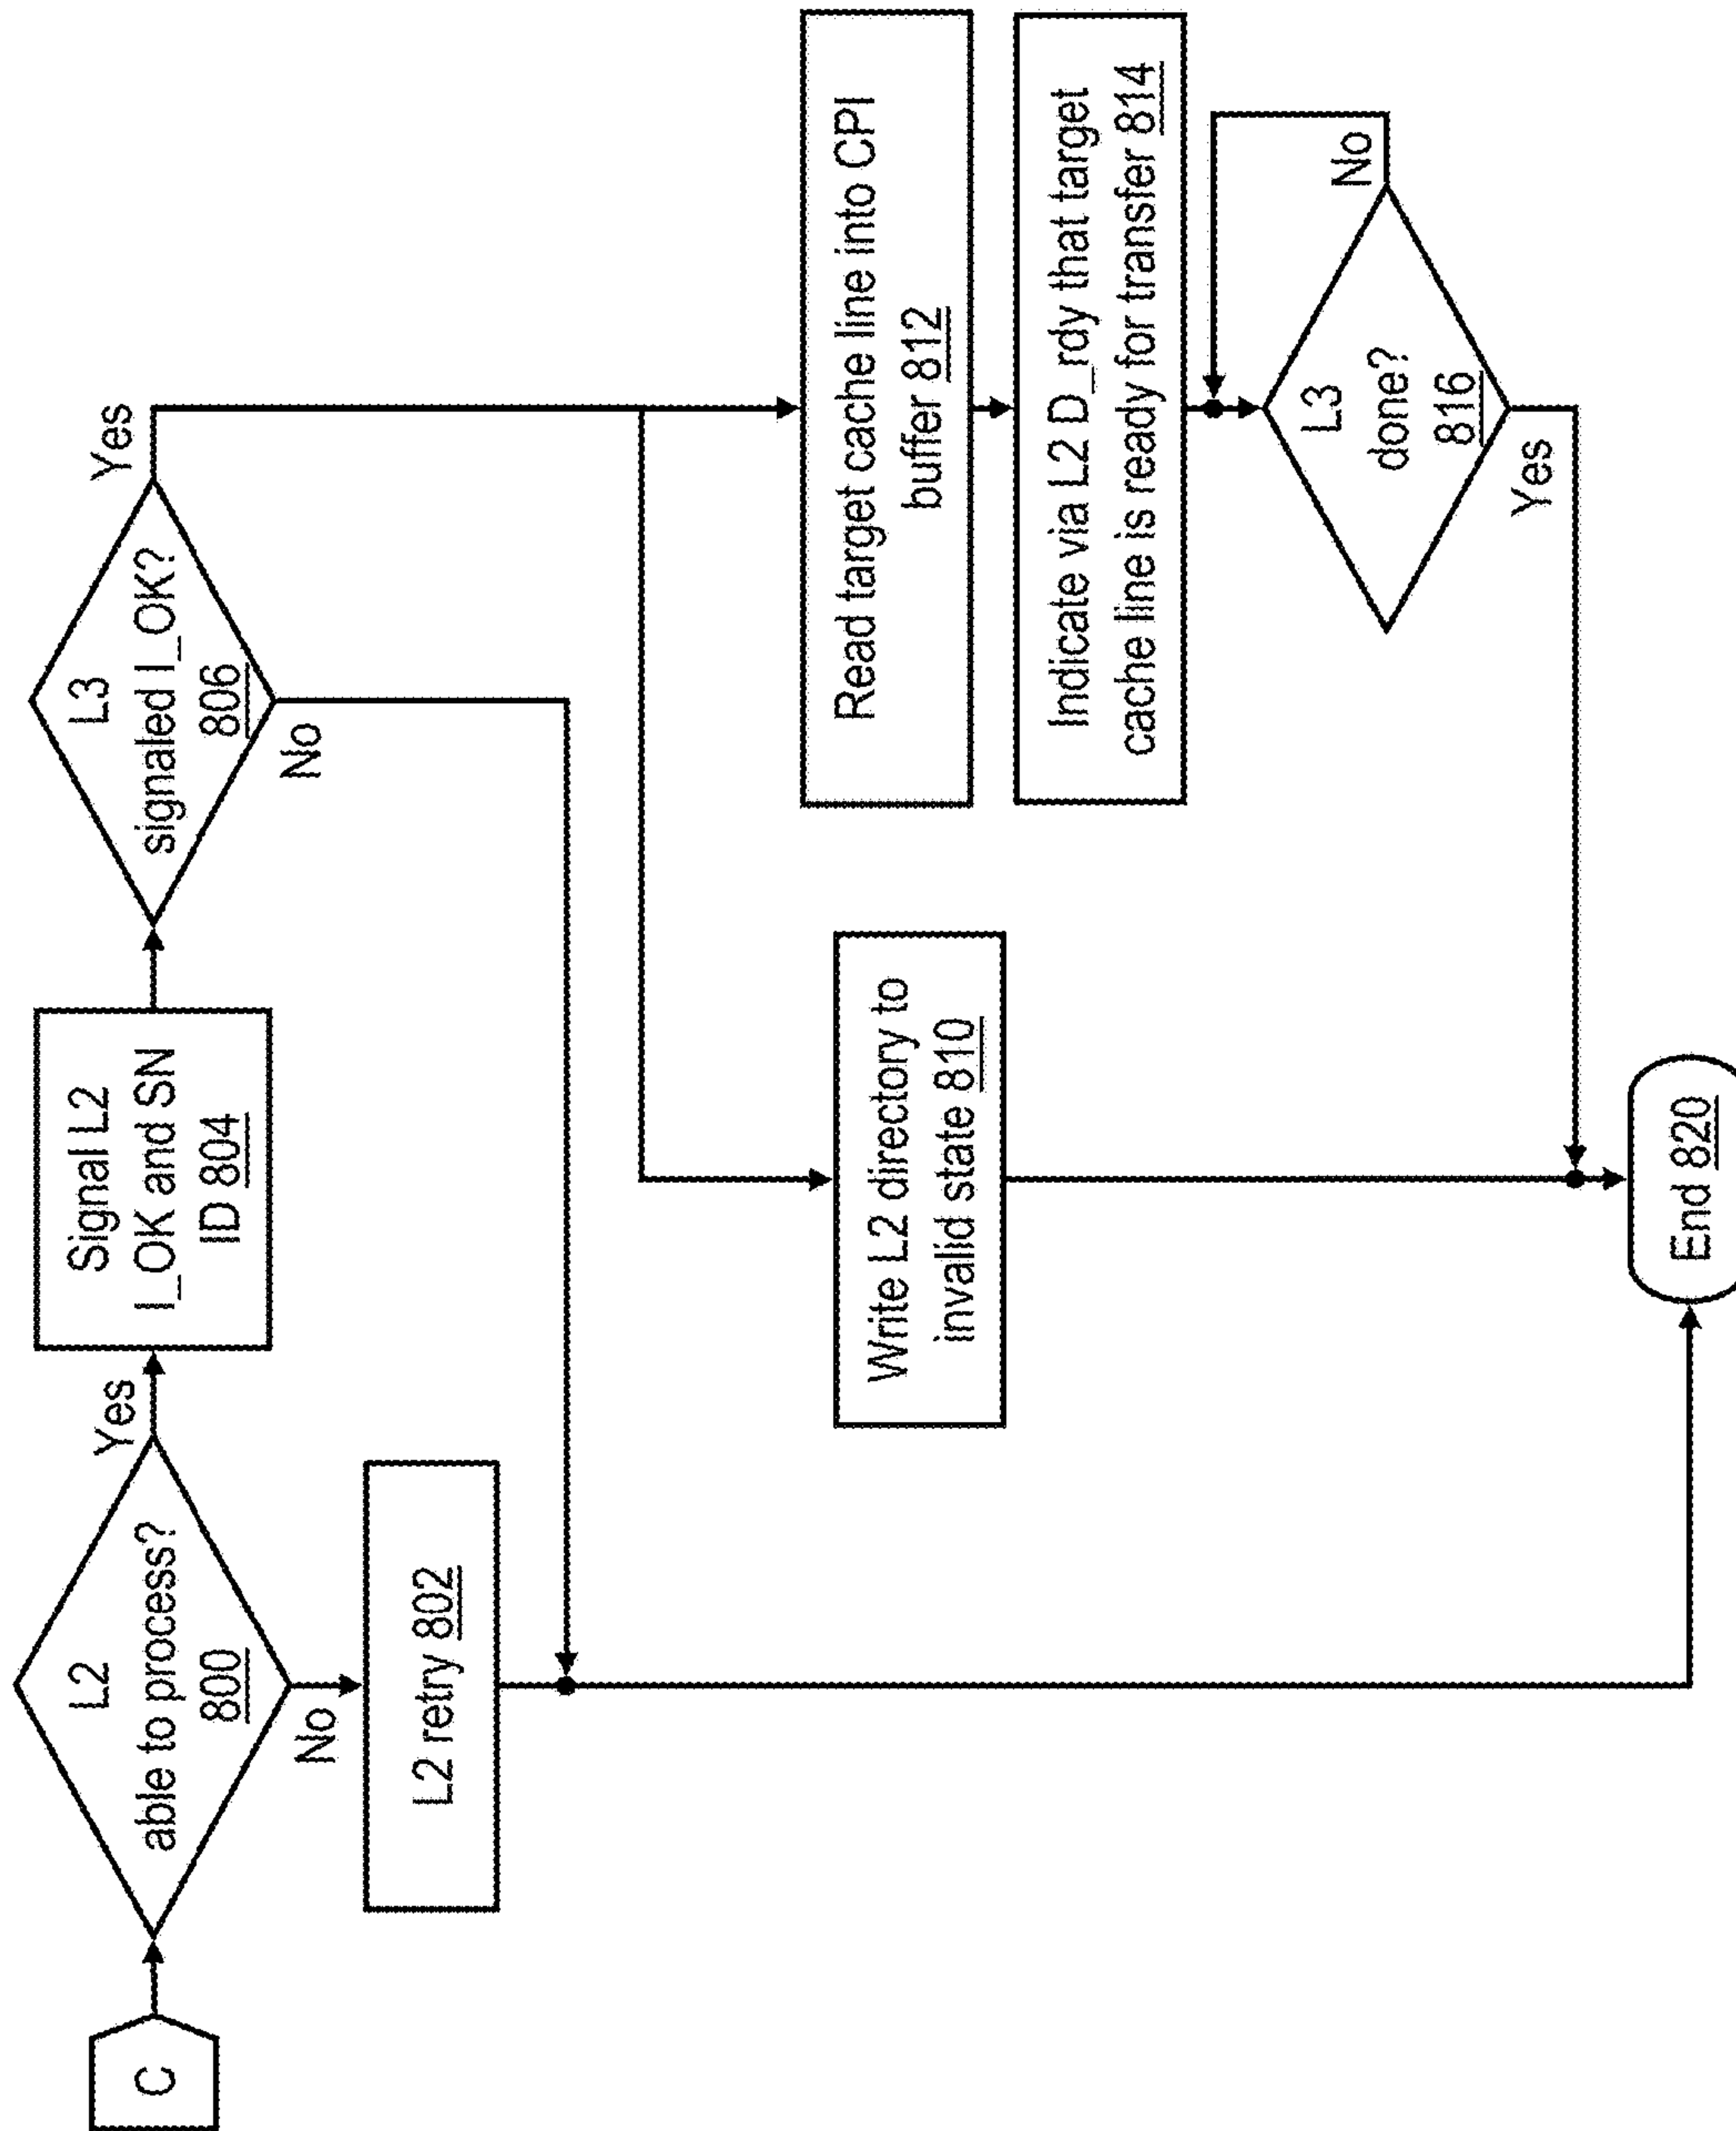 C
L2
able to process?
800
Yes
No
L2 retry 802
Signal L2
I_OK and SN
ID 804
L3
signaled I_OK?
806
Yes
No
Write L2 directory to
invalid state 810
Read target cache line into CPI
buffer 812
Indicate via L2 D_rdy that target
cache line is ready for transfer 814
L3
done?
816
No
Yes
End 820